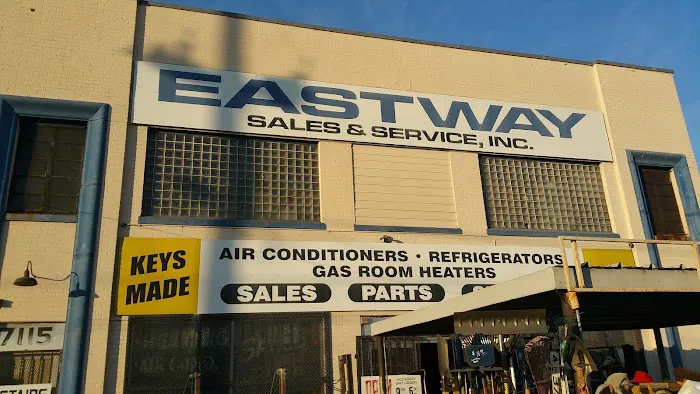 EASTWAY
SALES & SERVICE, INC.
KEYS
MADE
AIR CONDITIONERS · REFRIGERATORS
GAS ROOM HEATERS
SALES PARTS
7115